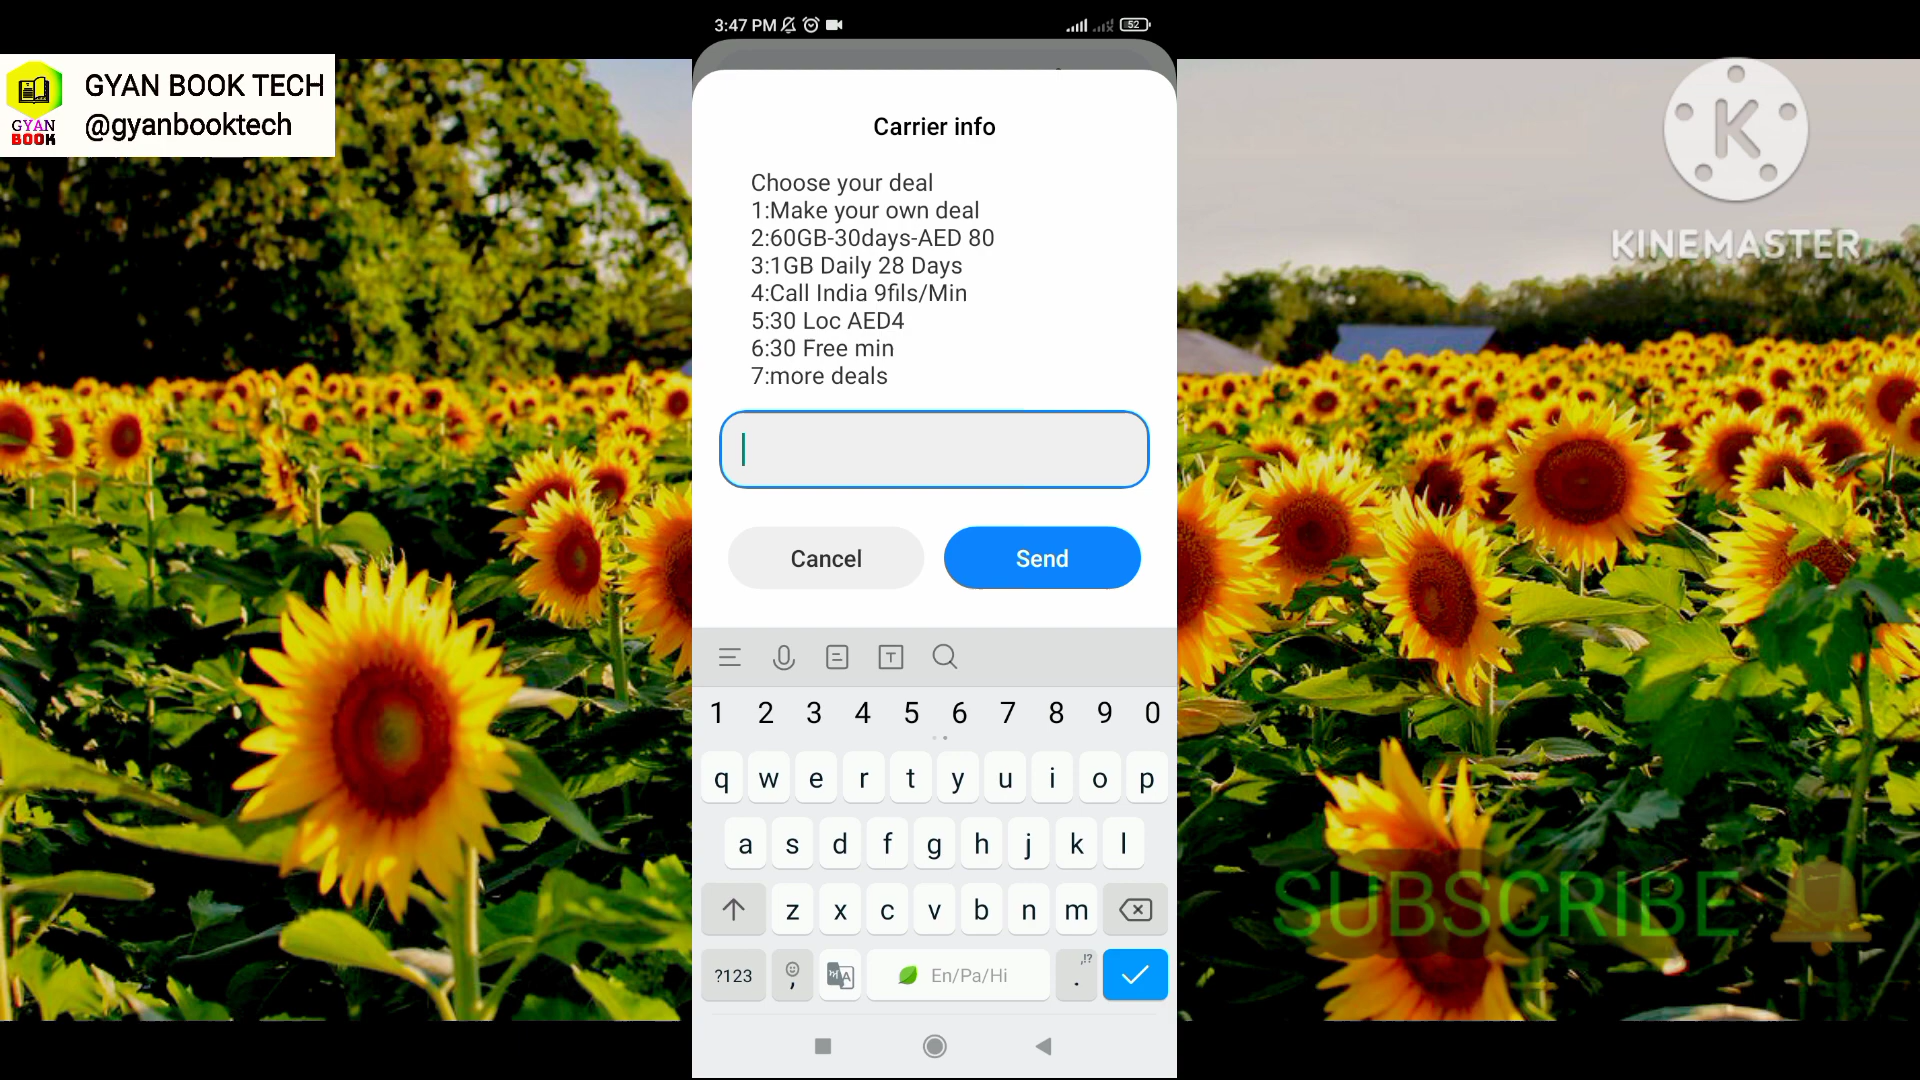 3:47 PM
52
GYAN BOOK TECH
@gyanbooktech
GYAN
BOOK
K
KINEMASTER
Carrier info
Choose your deal
1:Make your own deal
2:60GB-30days-AED 80
3:1GB Daily 28 Days
4:Call India 9fils/Min
5:30 Loc AED4
6:30 Free min
7:more deals
Cancel
Send
T
1 2 3 4 5 6 7 8 9 0
q w e r t y u i o p
a s d f g h j k l
z x c v b n m
SUBSCRIBE
?123 , A En/Pa/Hi . ,!?